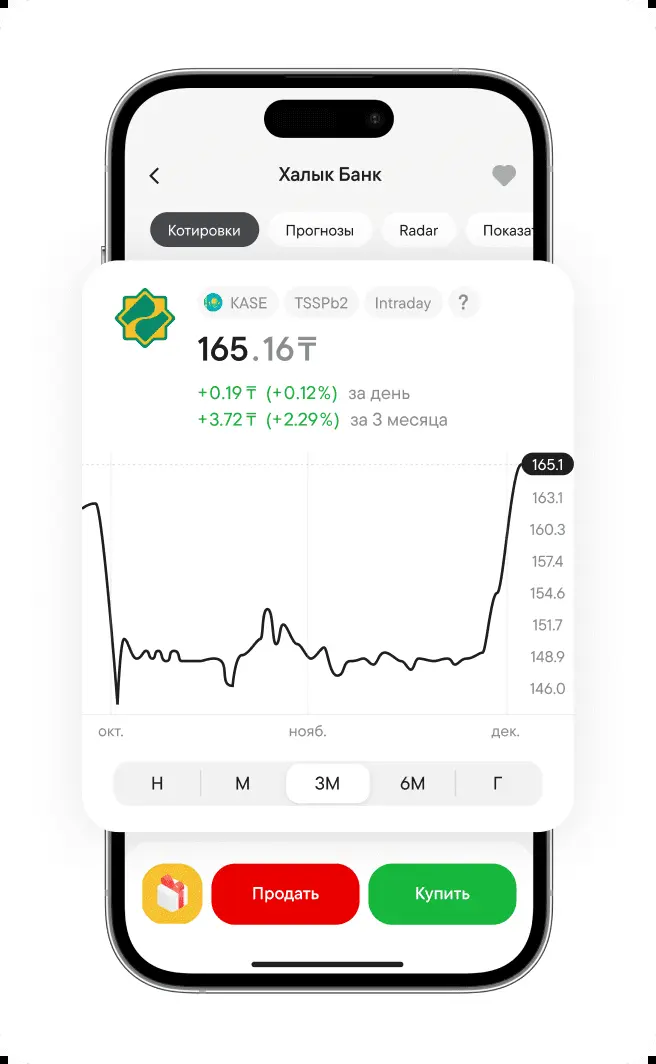 Халык Банк
Котировки Прогнозы Radar Показат
KASE TSSPb2 Intraday ?
165.16₸
+0.19 ₸ (+0.12%) за день
+3.72 ₸ (+2.29%) за 3 месяца
165.1
163.1
160.3
157.4
154.6
151.7
148.9
146.0
окт. нояб. дек.
Н М 3М 6М Г
Продать Купить